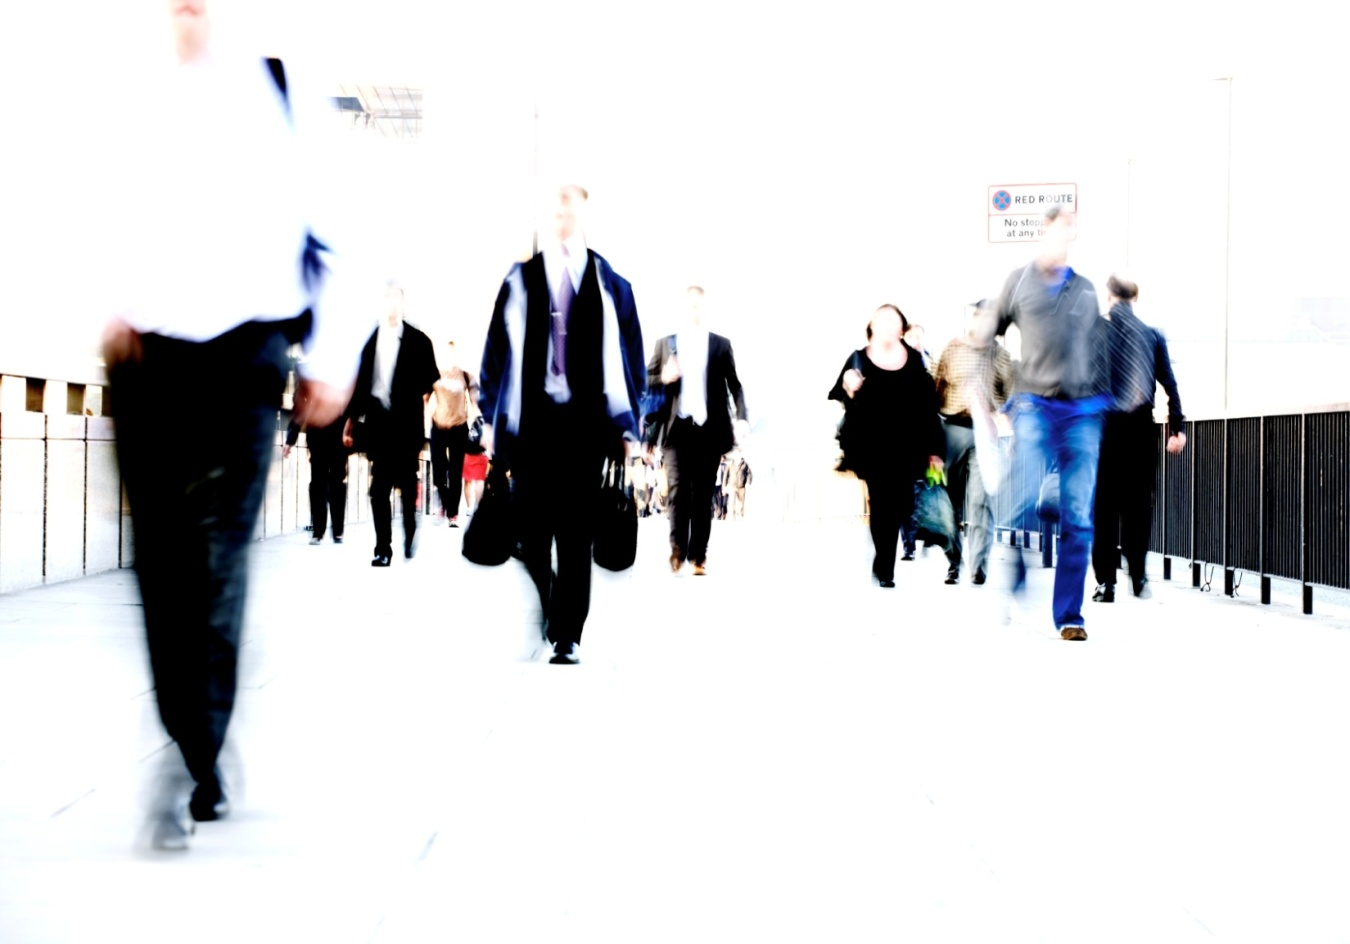 RED ROUTE
No
at any